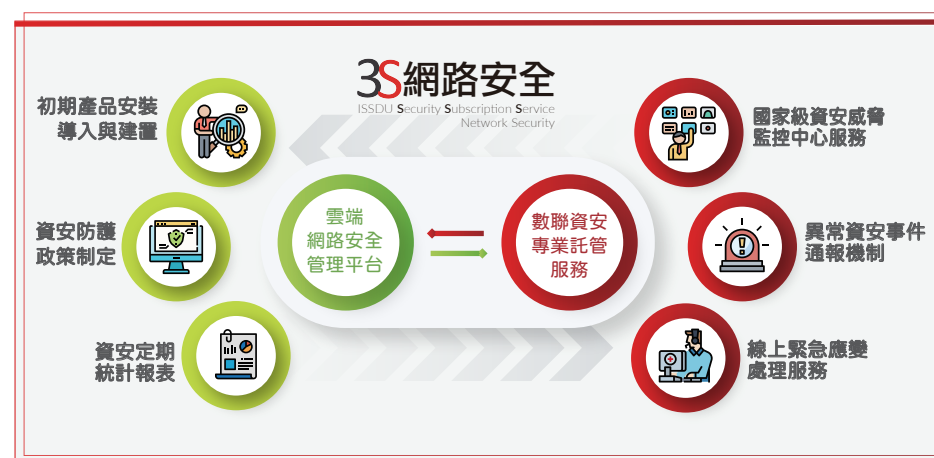 3S網路安全
ISSDU Security Subscription Service
Network Security
初期產品安裝
導入與建置
資安防護
政策制定
資安定期
統計報表
雲端
網路安全
管理平台
數聯資安
專業託管
服務
國家級資安威脅
監控中心服務
異常資安事件
通報機制
線上緊急應變
處理服務